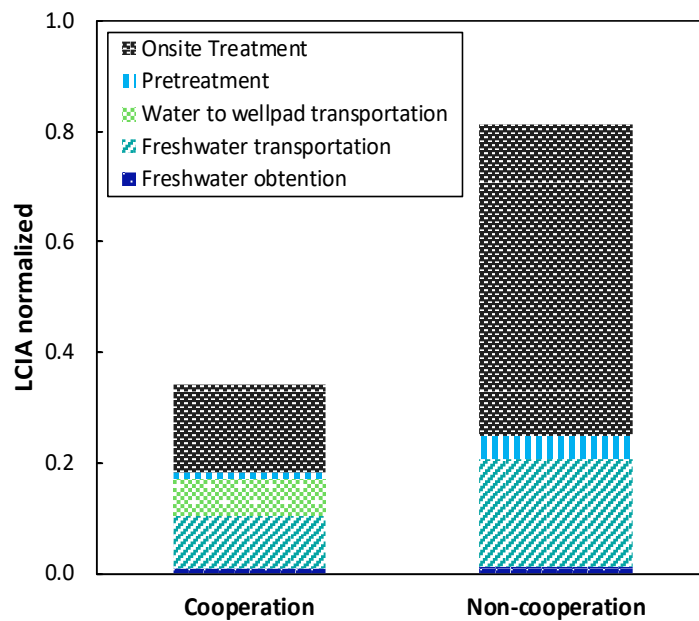 1.0
0.8
0.6
0.4
0.2
0.0
LCIA normalized
Onsite Treatment
Pretreatment
Water to wellpad transportation
Freshwater transportation
Freshwater obtention
Cooperation
Non-cooperation